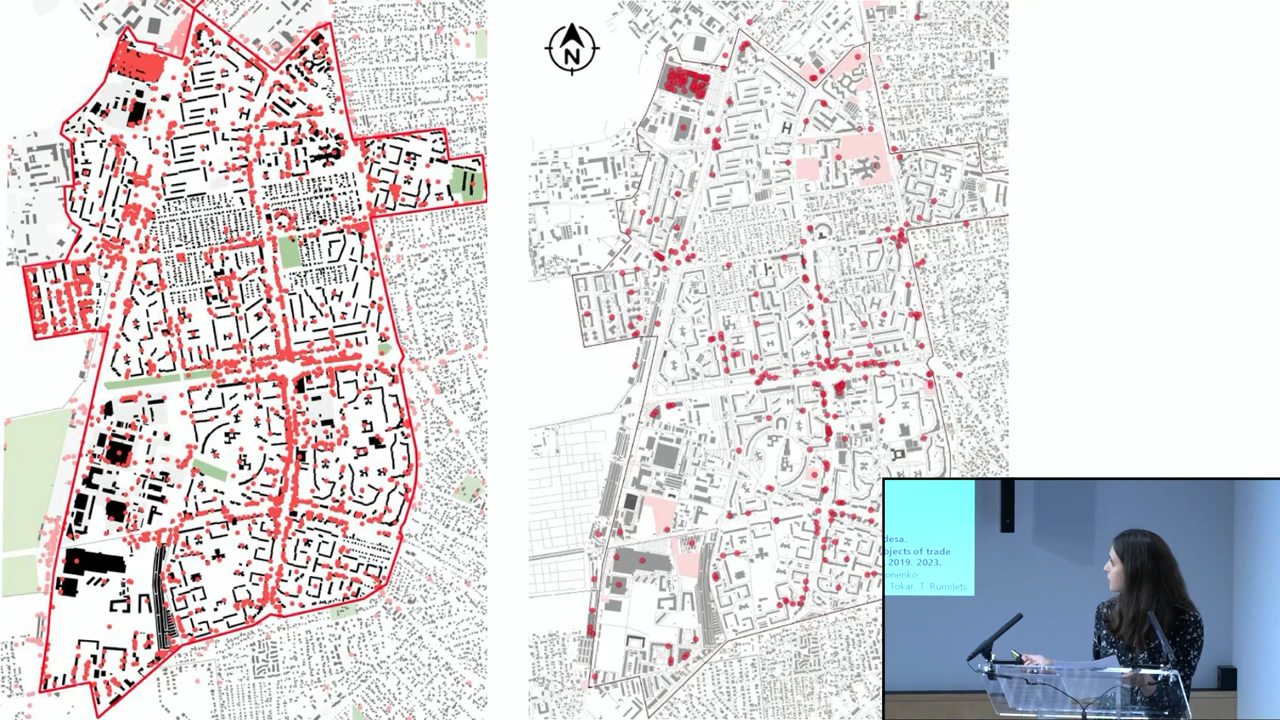 N
desa.
bjects of trade
2019. 2023.
onenko.
Tokar, T. Rumilets